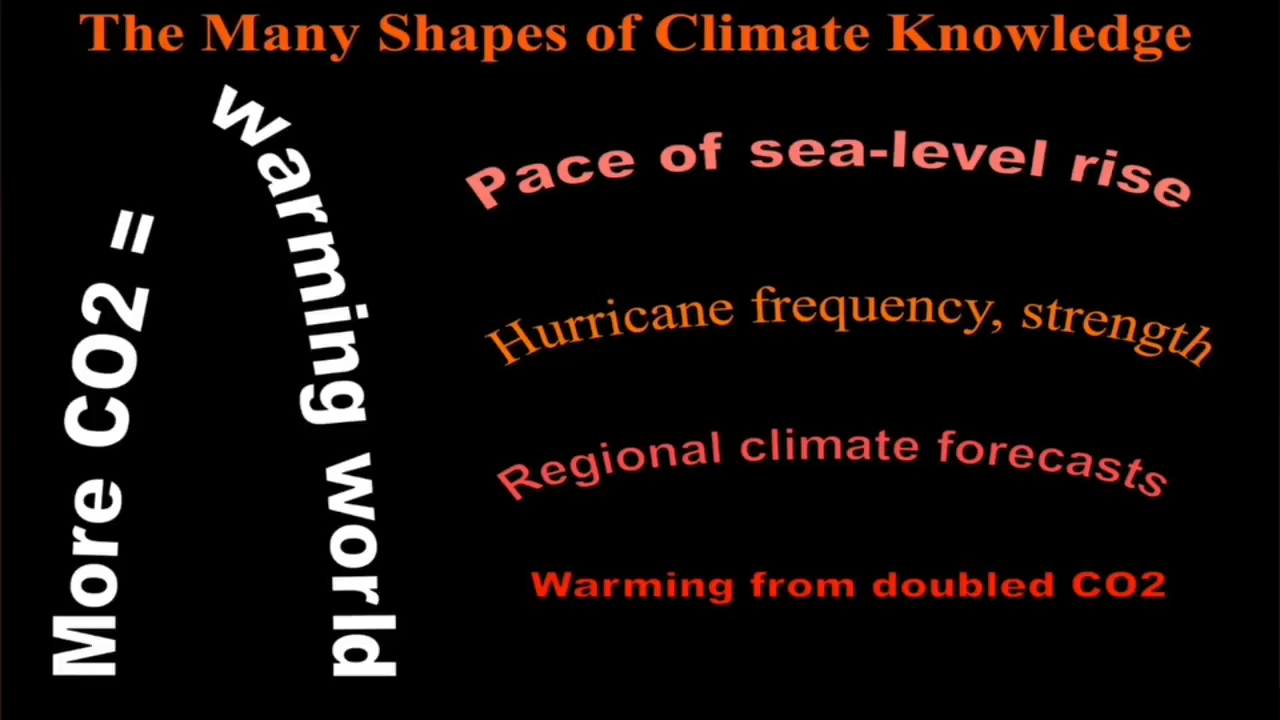 The Many Shapes of Climate Knowledge
More CO2 =
warming world
Pace of sea-level rise
Hurricane frequency, strength
Regional climate forecasts
Warming from doubled CO2